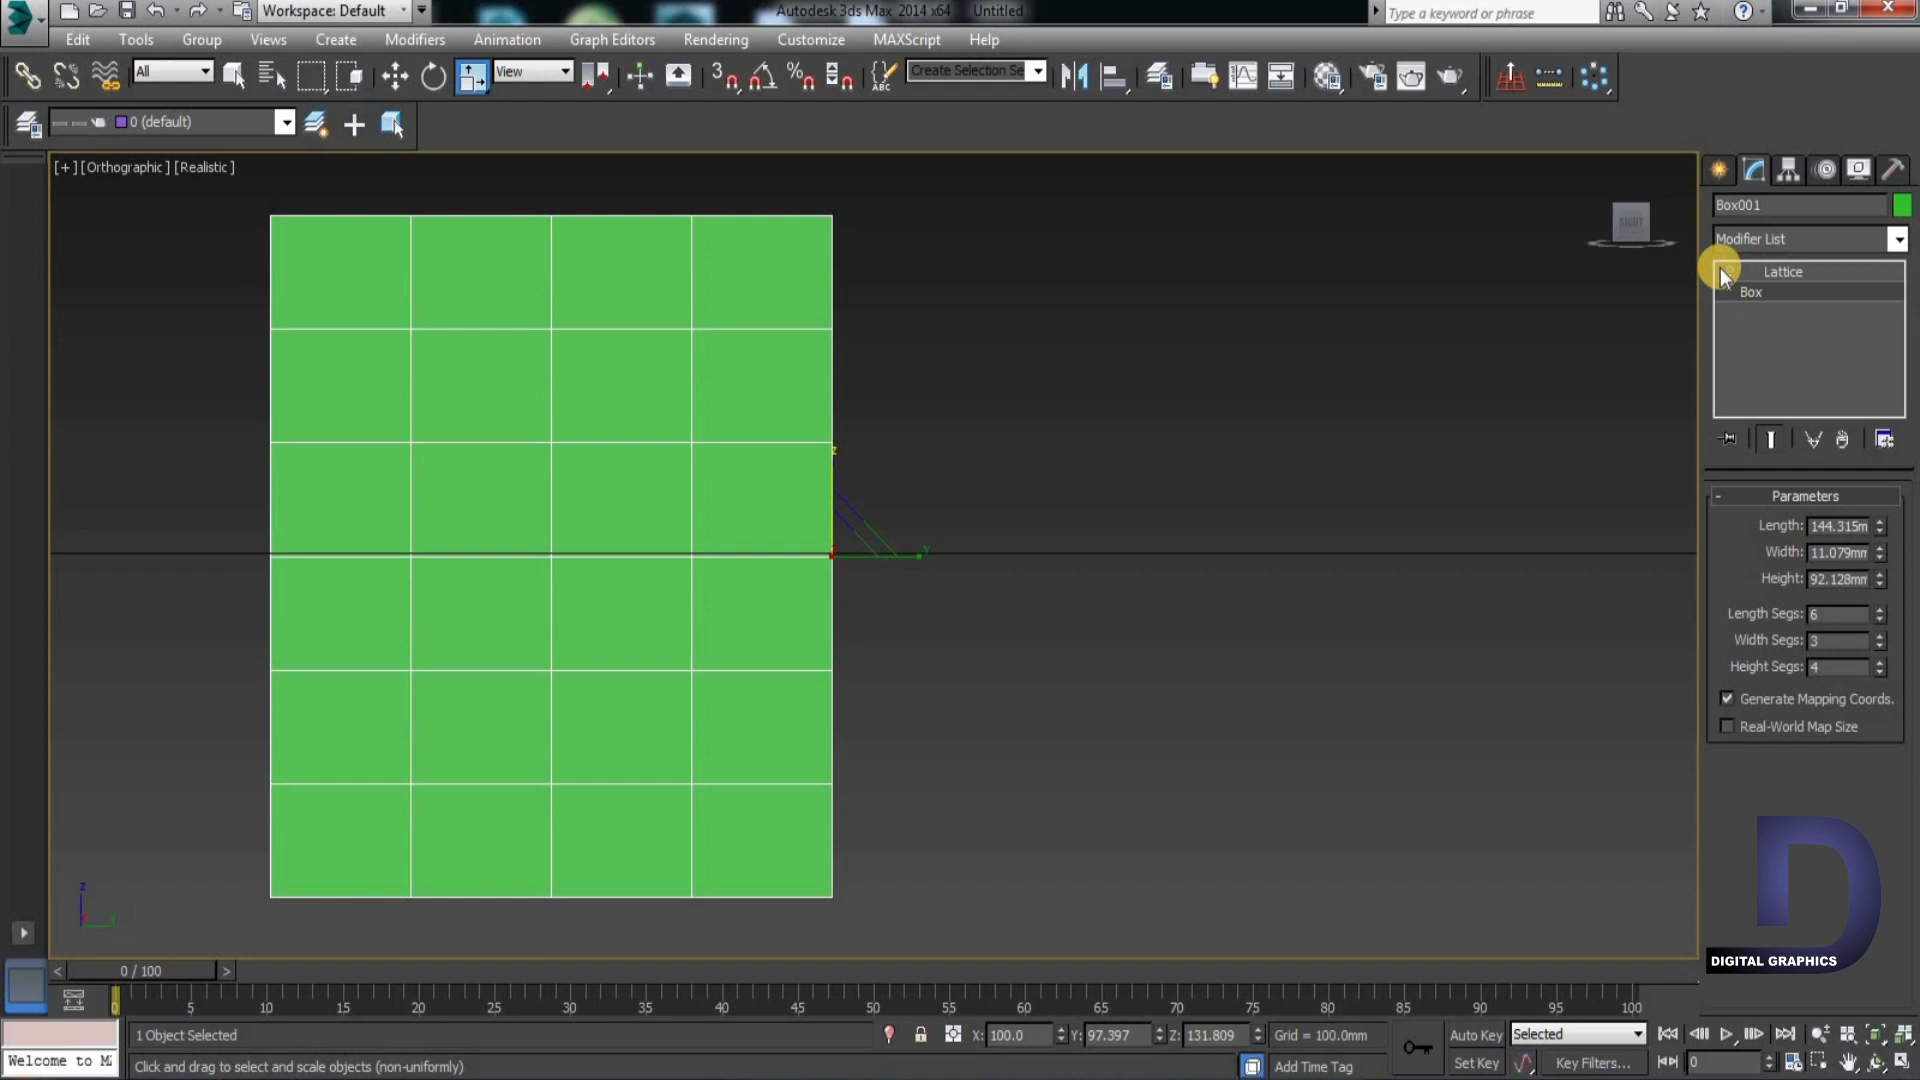 Workspace: Default
Autodesk 3ds Max 2014 x64 Untitled
Type a keyword or phrase
Edit Tools Group Views Create Modifiers Animation Graph Editors Rendering Customize MAXScript Help
All
View
3
%
ABC
Create Selection Se
0 (default)
[+] [Orthographic] [Realistic]
RIGHT
Box001
Modifier List
Lattice
Box
Parameters
Length: 144.315m
Width: 11.079mm
Height: 92.128mm
Length Segs: 6
Width Segs: 3
Height Segs: 4
Generate Mapping Coords.
Real-World Map Size
z
y
z
DIGITAL GRAPHICS
< 0 / 100 >
0 5 10 15 20 25 30 35 40 45 50 55 60 65 70 75 80 85 90 95 100
1 Object Selected
X: 100.0 Y: 97.397 Z: 131.809 Grid = 100.0mm
Auto Key Selected
Welcome to M
Click and drag to select and scale objects (non-uniformly)
Add Time Tag
Set Key Key Filters... 0